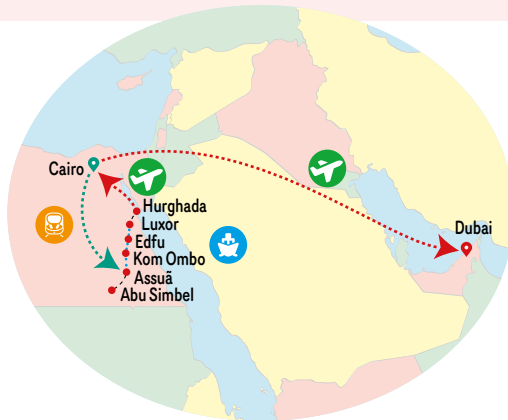 Cairo
Hurghada
Luxor
Edfu
Kom Ombo
Assuã
Abu Simbel
Dubai